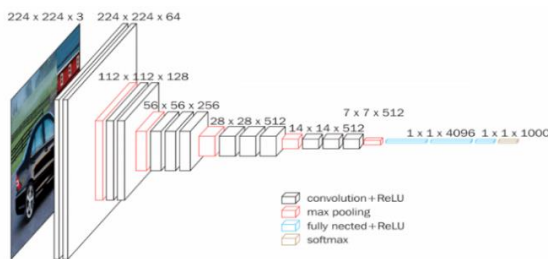 224 x 224 x 3
224 x 224 x 64
112 x 112 x 128
56 x 56 x 256
28 x 28 x 512
14 x 14 x 512
7 x 7 x 512
1 x 1 x 4096
1 x 1 x 1000
convolution+ReLU
max pooling
fully nected+ReLU
softmax